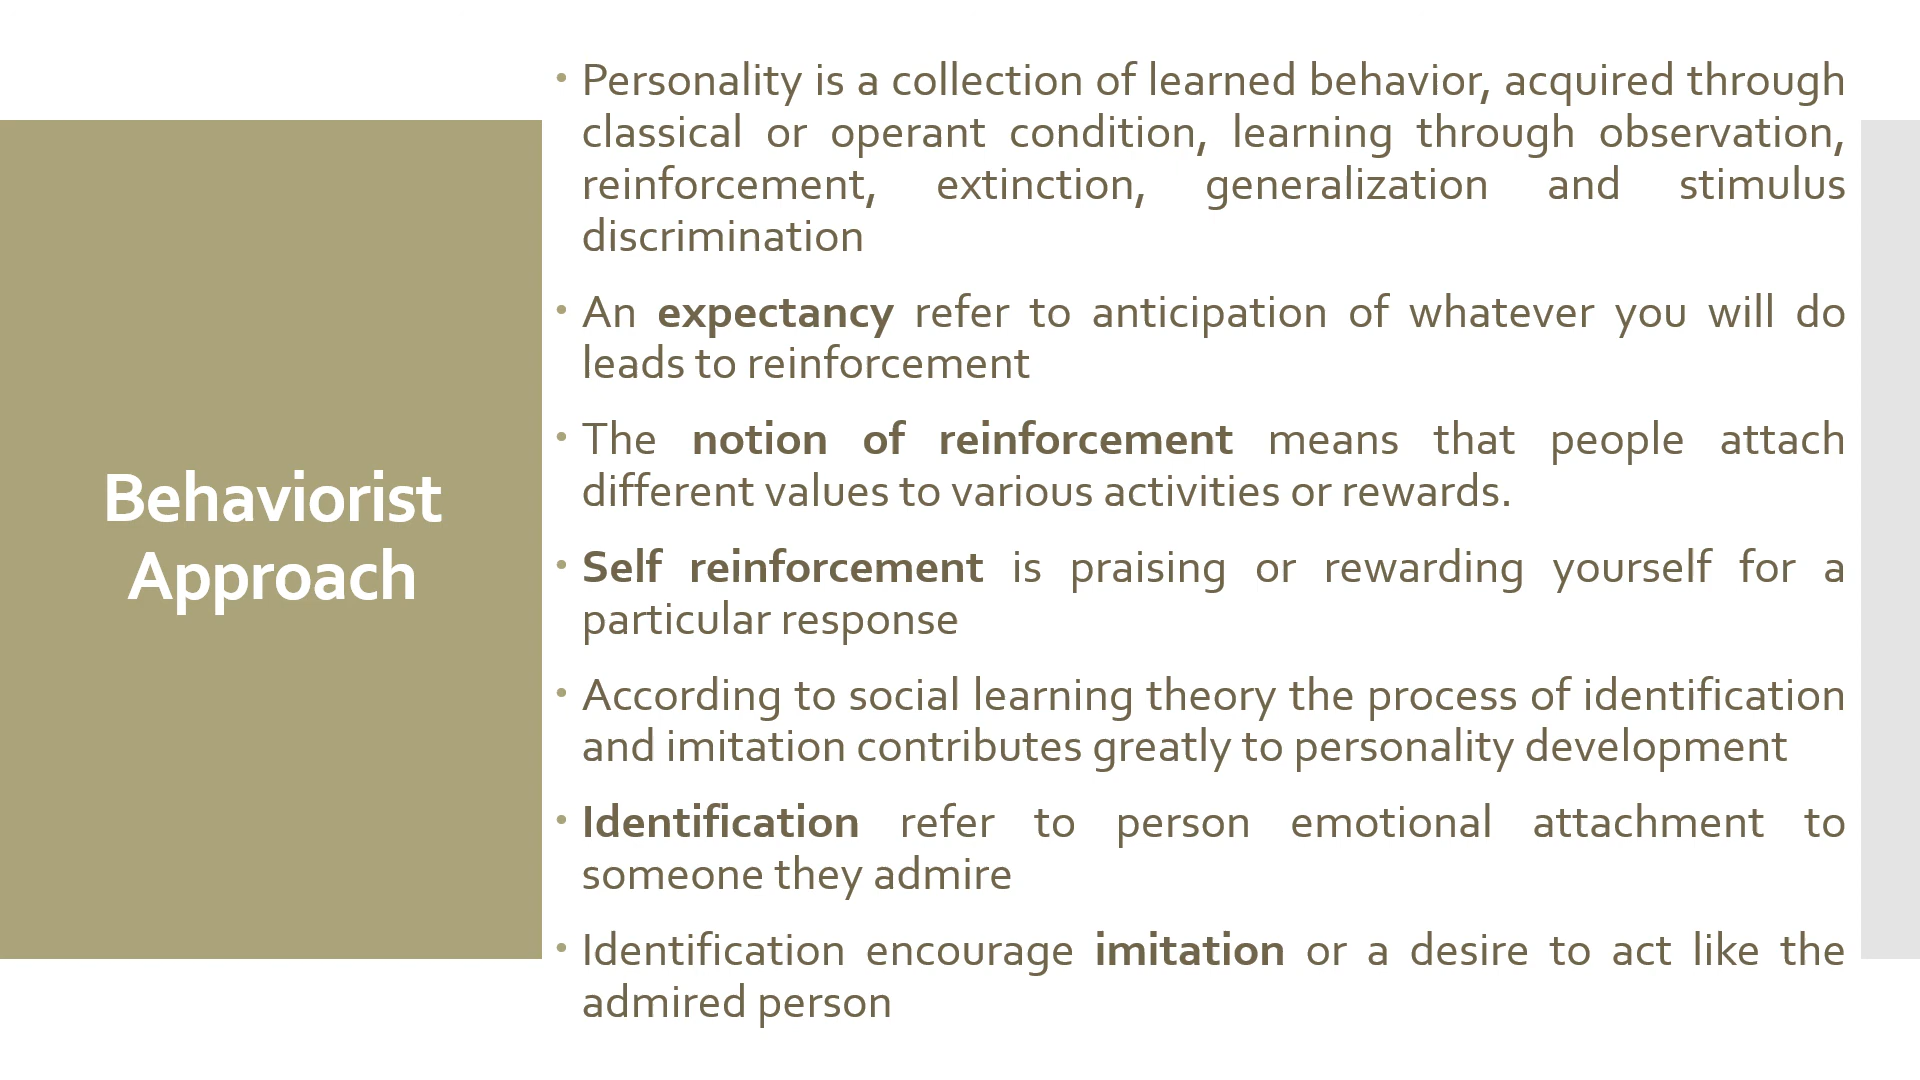 Behaviorist
Approach
• Personality is a collection of learned behavior, acquired through
classical or operant condition, learning through observation,
reinforcement, extinction, generalization and stimulus
discrimination
• An expectancy refer to anticipation of whatever you will do
leads to reinforcement
• The notion of reinforcement means that people attach
different values to various activities or rewards.
• Self reinforcement is praising or rewarding yourself for a
particular response
• According to social learning theory the process of identification
and imitation contributes greatly to personality development
• Identification refer to person emotional attachment to
someone they admire
• Identification encourage imitation or a desire to act like the
admired person